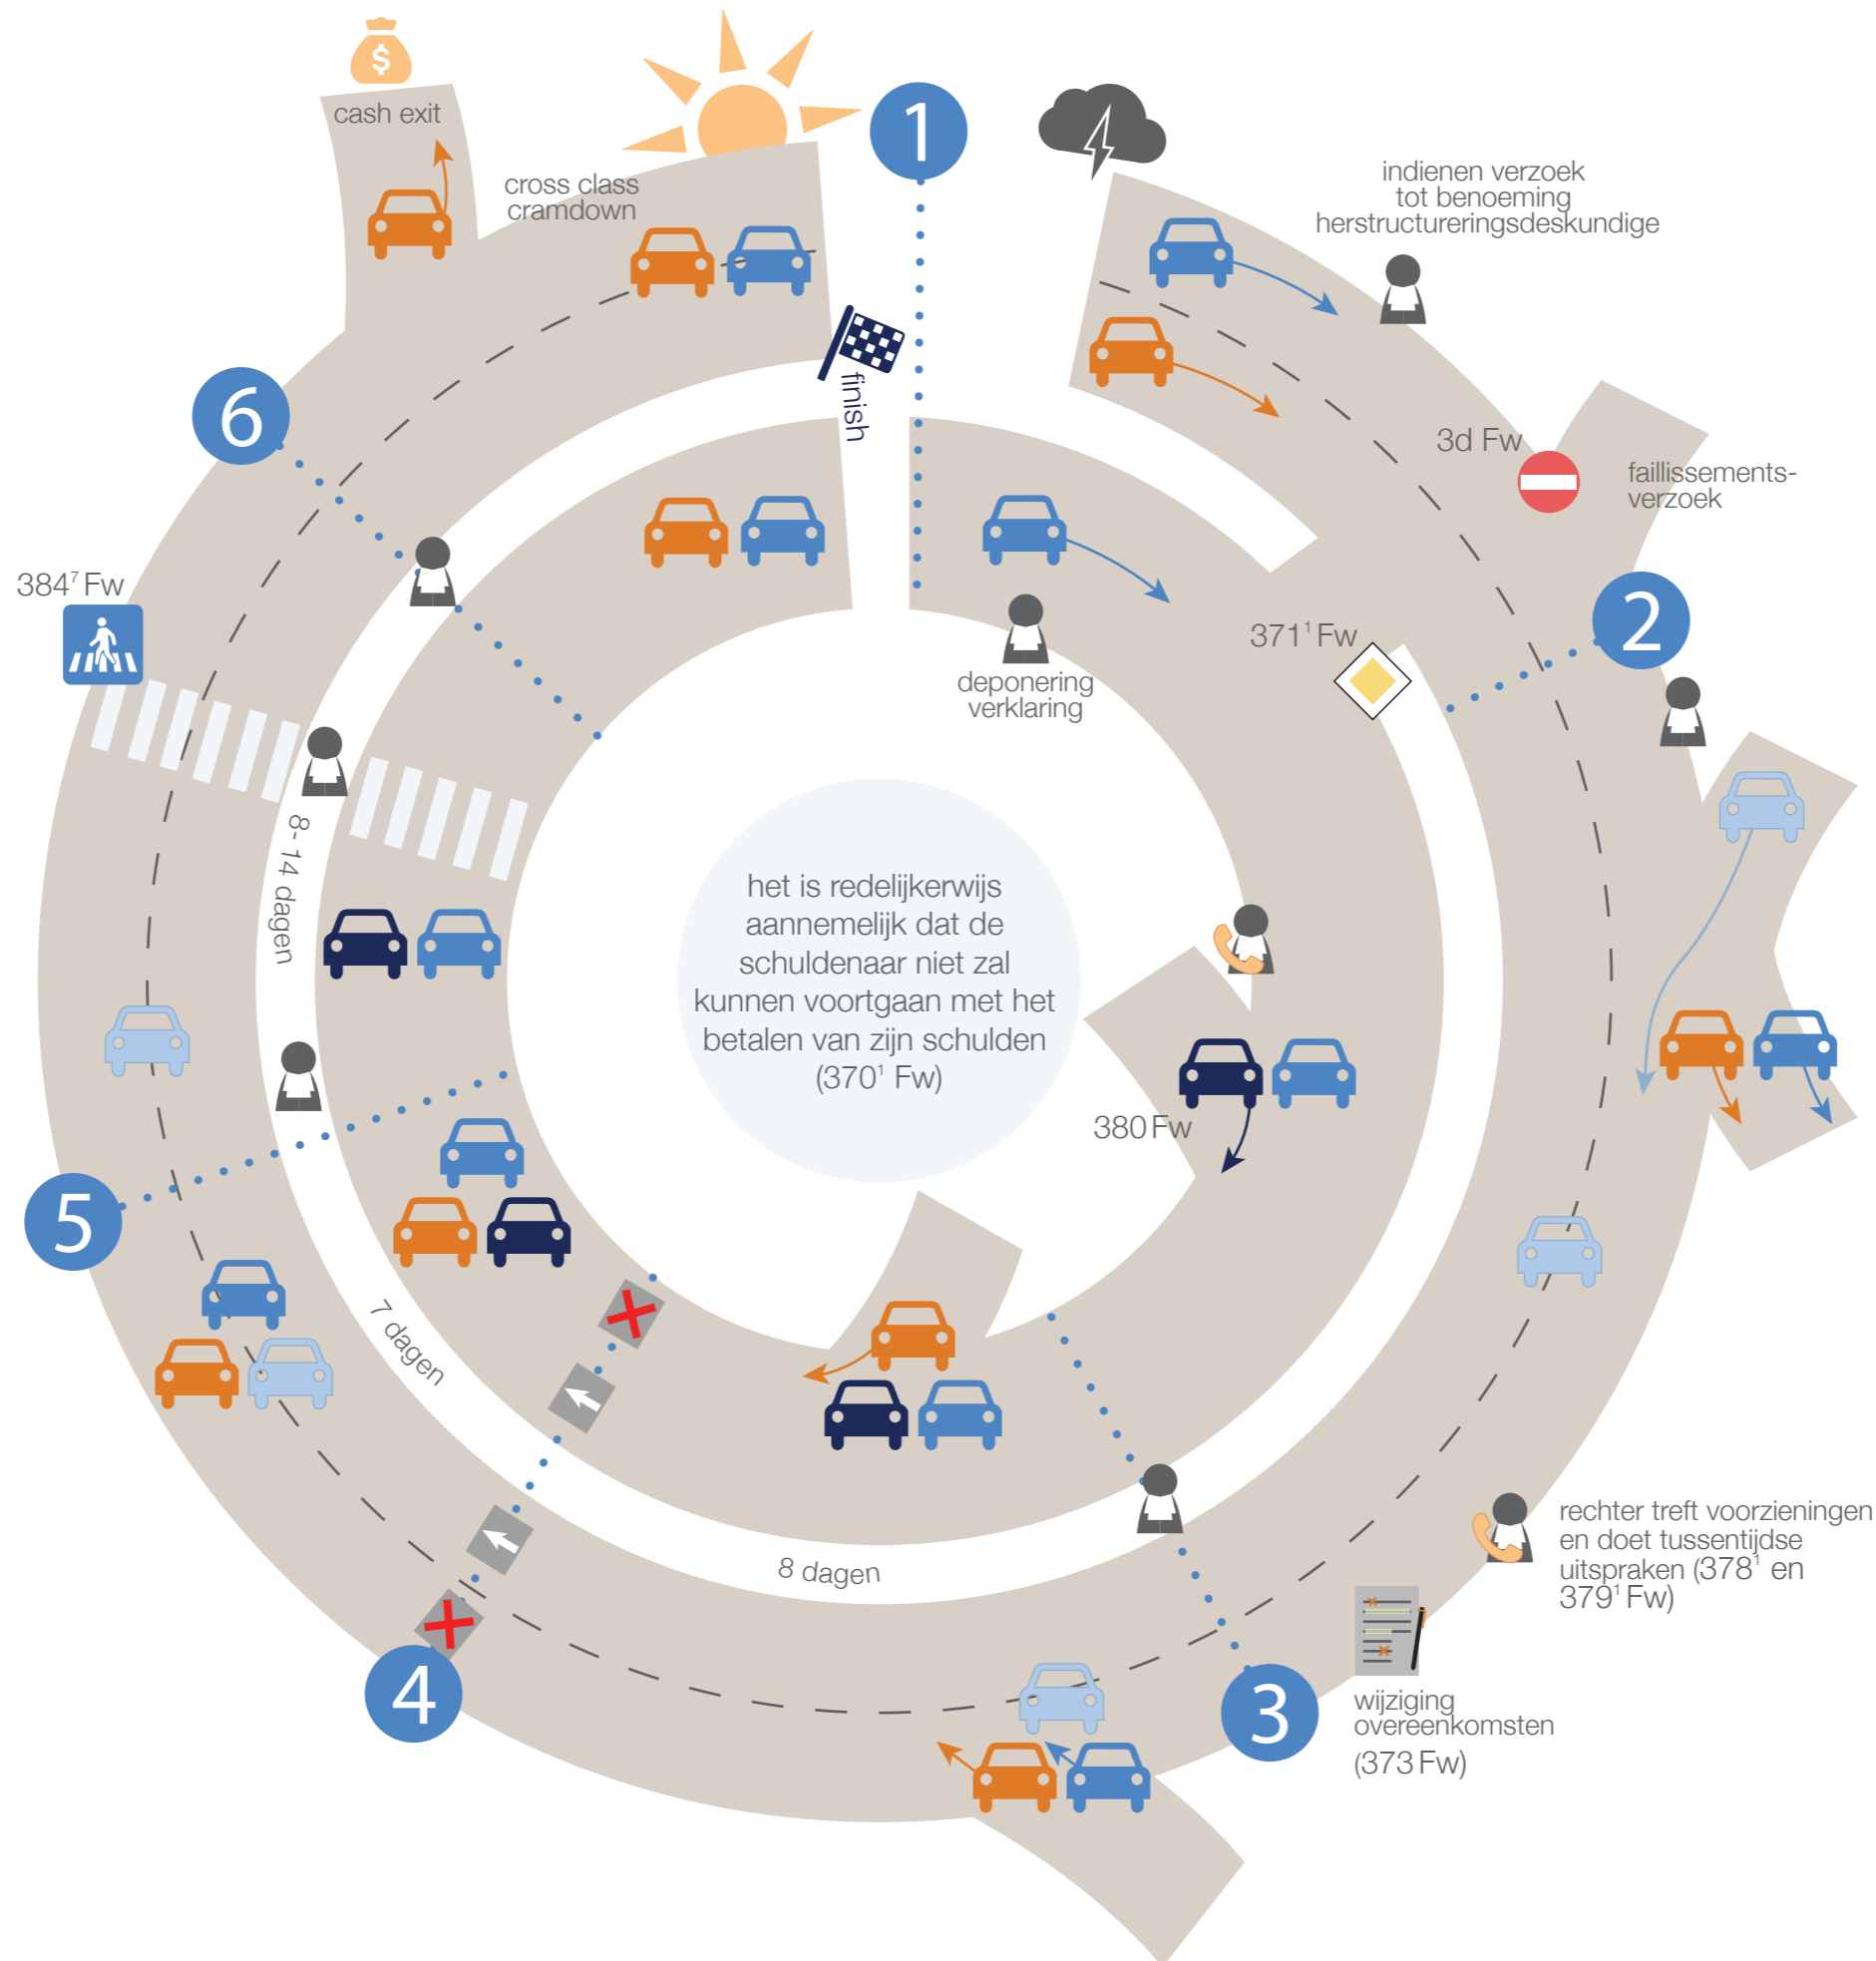 $
cash exit
cross class
cramdown
1
indienen verzoek
tot benoeming
herstructureringsdeskundige
finish
6
3d Fw
faillissements-
verzoek
384⁷ Fw
2
371¹ Fw
deponering
verklaring
8-14 dagen
het is redelijkerwijs
aannemelijk dat de
schuldenaar niet zal
kunnen voortgaan met het
betalen van zijn schulden
(370¹ Fw)
380 Fw
5
7 dagen
8 dagen
rechter treft voorzieningen
en doet tussentijdse
uitspraken (378¹ en
379¹ Fw)
4
3
wijziging
overeenkomsten
(373 Fw)